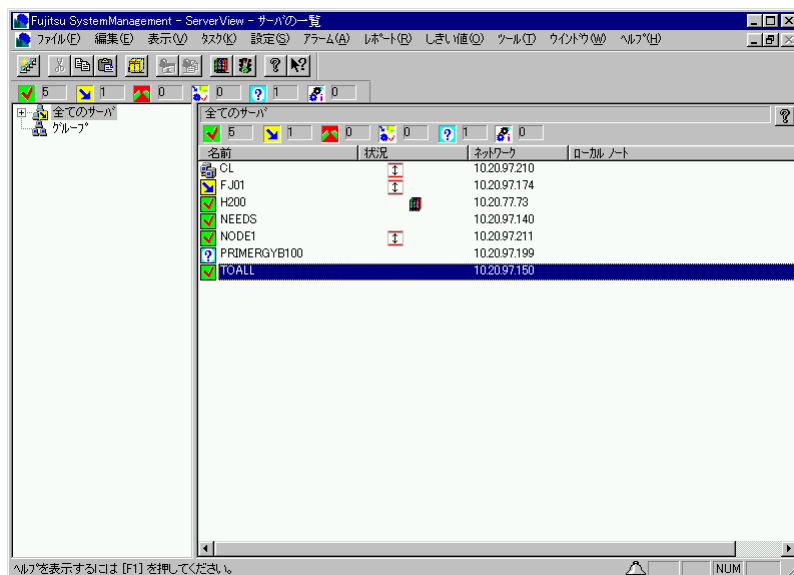 Fujitsu SystemManagement - ServerView - サーバの一覧
ファイル(F) 編集(E) 表示(V) タスク(K) 設定(S) アラーム(A) レポート(R) しきい値(O) ツール(T) ウインドウ(W) ヘルプ(H)
5 1 0 0 1 0
全てのサーバ
グループ
全てのサーバ
5 1 0 0 1 0
名前 状況 ネットワーク ローカル ノート
CL 10.20.97.210
FJ01 10.20.97.174
H200 10.20.77.73
NEEDS 10.20.97.140
NODE1 10.20.97.211
PRIMERGYB100 10.20.97.199
TOALL 10.20.97.150
ヘルプを表示するには [F1] を押してください。 NUM